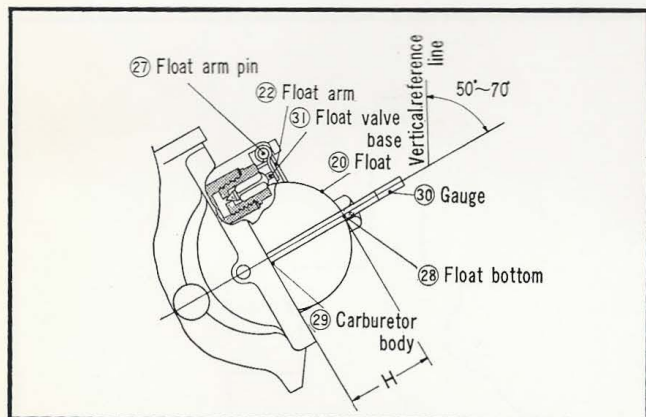 ㉗ Float arm pin
㉒ Float arm
㉛ Float valve
base
⑳ Float
Vertical reference
line
50°~70°
㉚ Gauge
㉘ Float bottom
㉙ Carburetor
body
H